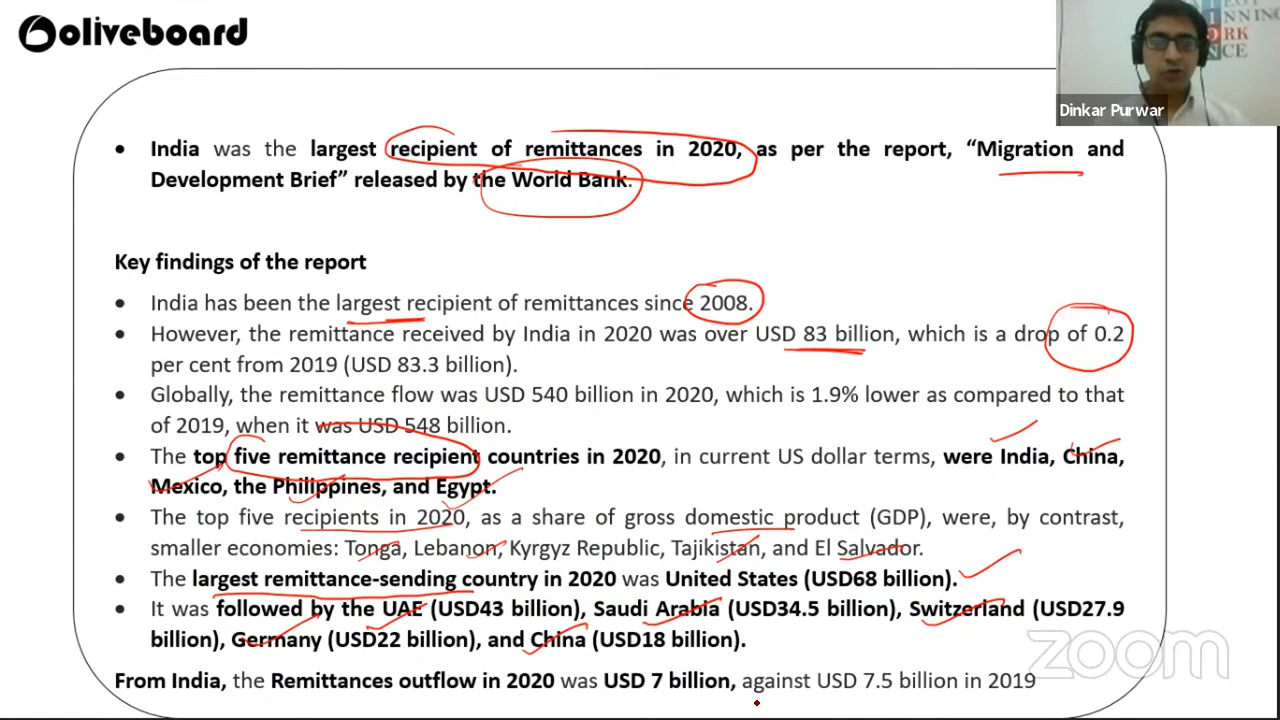 oliveboard
INNING
RK
NCE
Dinkar Purwar
• India was the largest recipient of remittances in 2020, as per the report, “Migration and
Development Brief” released by the World Bank.
Key findings of the report
• India has been the largest recipient of remittances since 2008.
• However, the remittance received by India in 2020 was over USD 83 billion, which is a drop of 0.2
per cent from 2019 (USD 83.3 billion).
• Globally, the remittance flow was USD 540 billion in 2020, which is 1.9% lower as compared to that
of 2019, when it was USD 548 billion.
• The top five remittance recipient countries in 2020, in current US dollar terms, were India, China,
Mexico, the Philippines, and Egypt.
• The top five recipients in 2020, as a share of gross domestic product (GDP), were, by contrast,
smaller economies: Tonga, Lebanon, Kyrgyz Republic, Tajikistan, and El Salvador.
• The largest remittance-sending country in 2020 was United States (USD68 billion).
• It was followed by the UAE (USD43 billion), Saudi Arabia (USD34.5 billion), Switzerland (USD27.9
billion), Germany (USD22 billion), and China (USD18 billion).
zoom
From India, the Remittances outflow in 2020 was USD 7 billion, against USD 7.5 billion in 2019